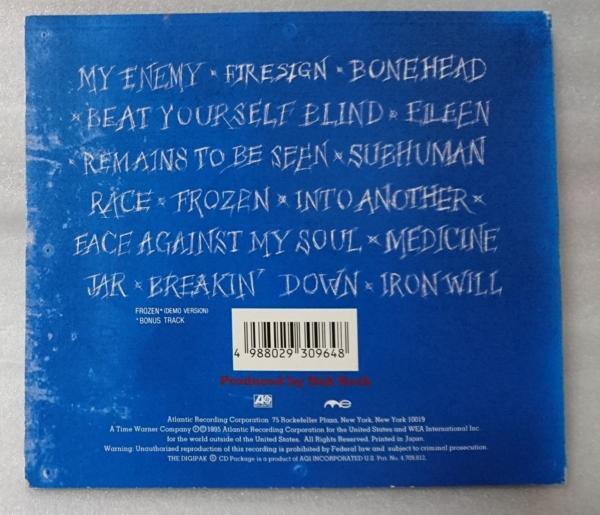 MY ENEMY × FIRESIGN × BONEHEAD
× BEAT YOURSELF BLIND × EILEEN
× REMAINS TO BE SEEN × SUBHUMAN
RACE × FROZEN × INTO ANOTHER ×
FACE AGAINST MY SOUL × MEDICINE
JAR × BREAKIN' DOWN × IRON WILL
FROZEN* (DEMO VERSION)
*BONUS TRACK
4 988029 309648
Produced by Bob Rock
Atlantic Recording Corporation 75 Rockefeller Plaza, New York, New York 10019
A Time Warner Company ©℗1995 Atlantic Recording Corporation for the United States and WEA International Inc.
for the world outside of the United States. All Rights Reserved. Printed in Japan.
Warning: Unauthorized reproduction of this recording is prohibited by Federal law and subject to criminal prosecution.
THE DIGIPAK © CD Package is a product of AGI INCORPORATED U.S. Pat. No. 4,709,812.